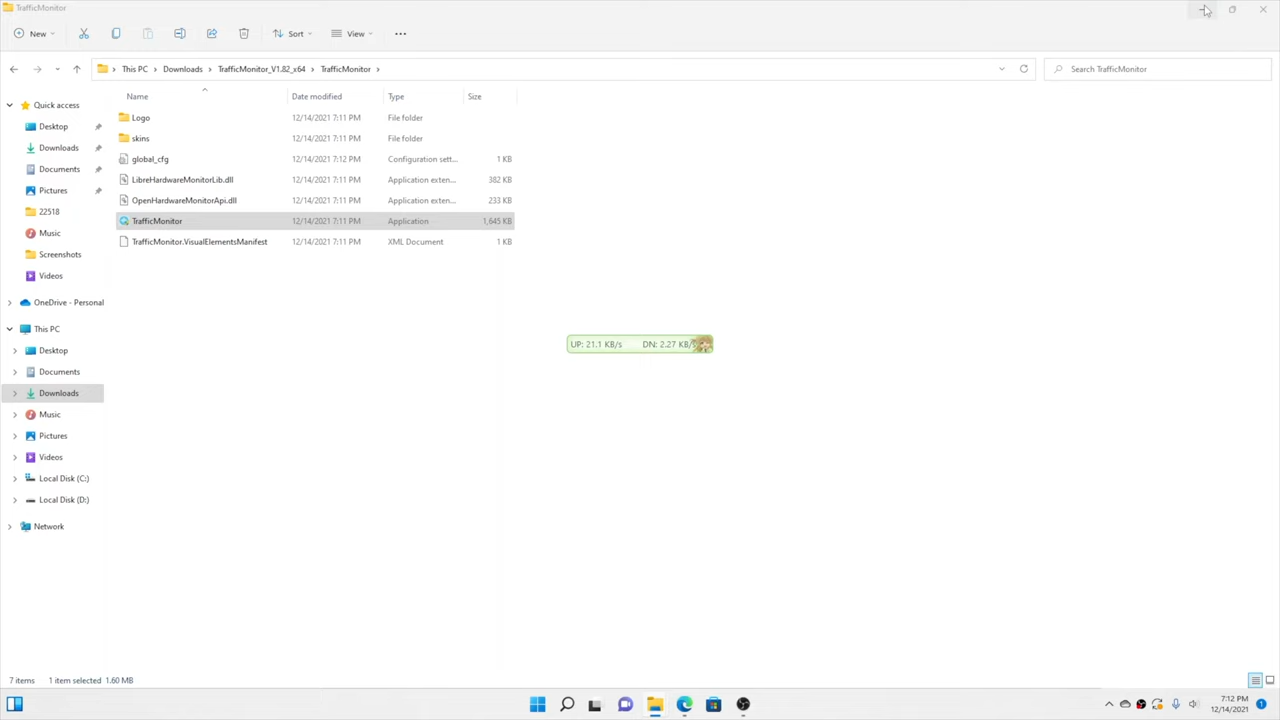 TrafficMonitor
New
Sort
View
This PC
Downloads
TrafficMonitor_V1.82_x64
TrafficMonitor
Search TrafficMonitor
Name
Date modified
Type
Size
Quick access
Desktop
Downloads
Documents
Pictures
22518
Music
Screenshots
Videos
OneDrive - Personal
This PC
Desktop
Documents
Downloads
Music
Pictures
Videos
Local Disk (C:)
Local Disk (D:)
Network
Logo 12/14/2021 7:11 PM File folder
skins 12/14/2021 7:11 PM File folder
global_cfg 12/14/2021 7:12 PM Configuration sett... 1 KB
LibreHardwareMonitorLib.dll 12/14/2021 7:11 PM Application exten... 382 KB
OpenHardwareMonitorApi.dll 12/14/2021 7:11 PM Application exten... 233 KB
TrafficMonitor 12/14/2021 7:11 PM Application 1,645 KB
TrafficMonitor.VisualElementsManifest 12/14/2021 7:11 PM XML Document 1 KB
UP: 21.1 KB/s DN: 2.27 KB/s
7 items 1 item selected 1.60 MB
7:12 PM
12/14/2021
1